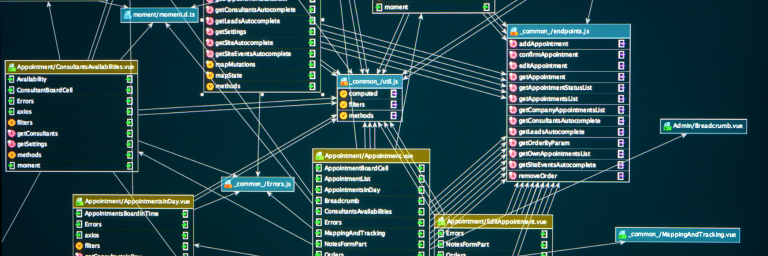 moment/moment.d.ts
getConsultantsAutocomplete
getLeadsAutocomplete
getSettings
getSiteAutocomplete
getSiteEventsAutocomplete
mapMutations
mapState
methods
moment
_common_/endpoints.js
addAppointment
confirmAppointment
editAppointment
getAppointment
getAppointmentStatusList
getAppointmentsList
getCompanyAppointmentsList
getConsultantsAutocomplete
getLeadsAutocomplete
getOrderByParam
getOwnAppointmentsList
getSiteEventsAutocomplete
removeOrder
Appointment/ConsultantsAvailabilities.vue
Availability
ConsultantBoardCell
Errors
axios
filters
getConsultants
getSettings
methods
moment
_common_/util.js
computed
filters
methods
Admin/Breadcrumb.vue
Appointment/Appointment.vue
AppointmentBoardCell
AppointmentList
AppointmentsInDay
Breadcrumb
ConsultantsAvailabilities
Errors
MappingAndTracking
NotesFormPart
Orders
_common_/Errors.js
Appointment/AppointmentsInDay.vue
AppointmentsBoardInTime
Errors
axios
filters
Appointment/EditAppointment.vue
Errors
NotesFormPart
Orders
_common_/MappingAndTracking.vue